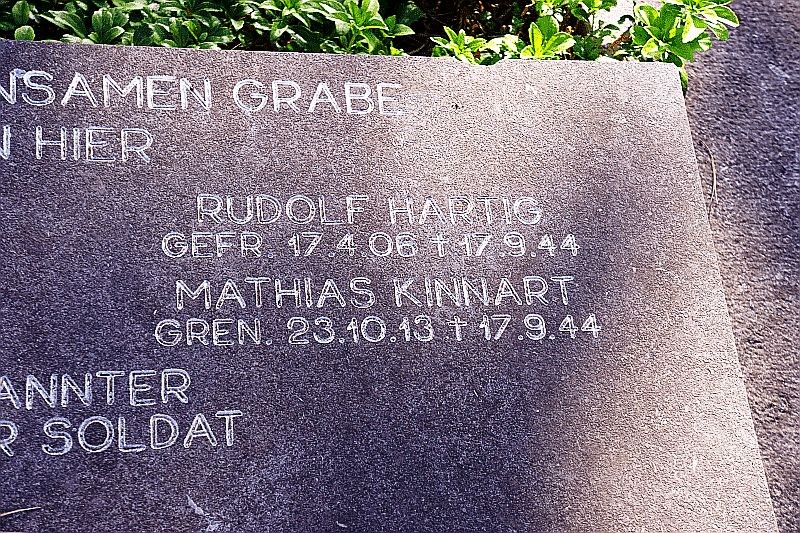 NSAMEN GRABE
N HIER
RUDOLF HARTIG
GEFR. 17.4.06 † 17.9.44
MATHIAS KINNART
GREN. 23.10.13 † 17.9.44
ANNTER
R SOLDAT